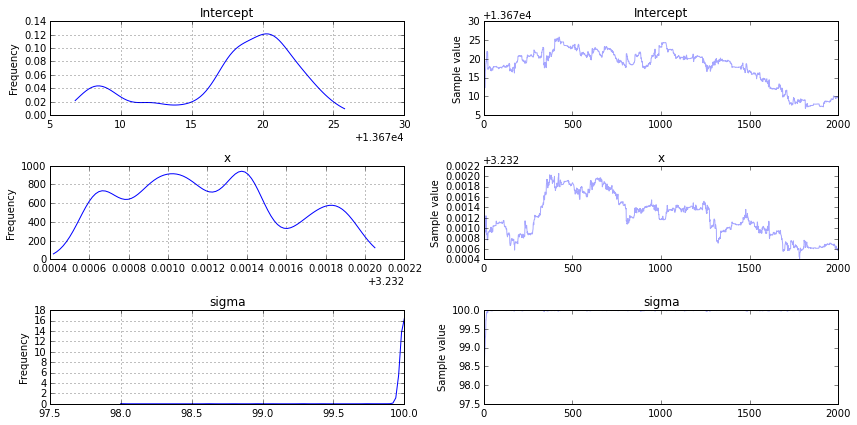 Intercept
Frequency
0.14
0.12
0.10
0.08
0.06
0.04
0.02
0.00
5 10 15 20 25 30
+1.367e4
Intercept
+1.367e4
Sample value
30
25
20
15
10
5
0 500 1000 1500 2000
x
Frequency
1000
800
600
400
200
0
0.0004 0.0006 0.0008 0.0010 0.0012 0.0014 0.0016 0.0018 0.0020 0.0022
+3.232
x
+3.232
Sample value
0.0022
0.0020
0.0018
0.0016
0.0014
0.0012
0.0010
0.0008
0.0006
0.0004
0 500 1000 1500 2000
sigma
Frequency
18
16
14
12
10
8
6
4
2
0
97.5 98.0 98.5 99.0 99.5 100.0
sigma
Sample value
100.0
99.5
99.0
98.5
98.0
97.5
0 500 1000 1500 2000